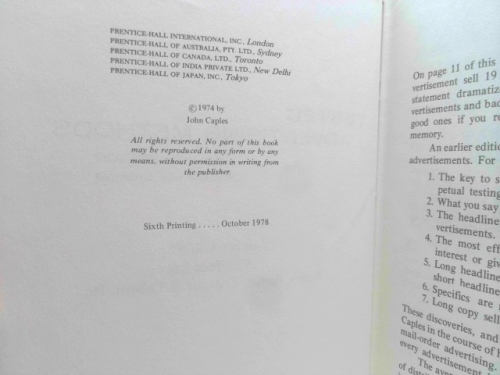 PRENTICE-HALL INTERNATIONAL, INC., London
PRENTICE-HALL OF AUSTRALIA, PTY. LTD., Sydney
PRENTICE-HALL OF CANADA, LTD., Toronto
PRENTICE-HALL OF INDIA PRIVATE LTD., New Delhi
PRENTICE-HALL OF JAPAN, INC., Tokyo
©1974 by
John Caples
All rights reserved. No part of this book
may be reproduced in any form or by any
means, without permission in writing from
the publisher.
Sixth Printing ..... October 1978
On page 11 of this
vertisement sell 19
statement dramatiz
vertisements and bac
good ones if you re
memory.
An earlier editio
advertisements. For
1. The key to s
petual testing
2. What you say
3. The headline
vertisements.
4. The most eff
interest or giv
5. Long headline
short headline
6. Specifics are
7. Long copy sell
These discoveries, and
Caples in the course of h
mail-order advertising.
every advertisement
The aver
of distri